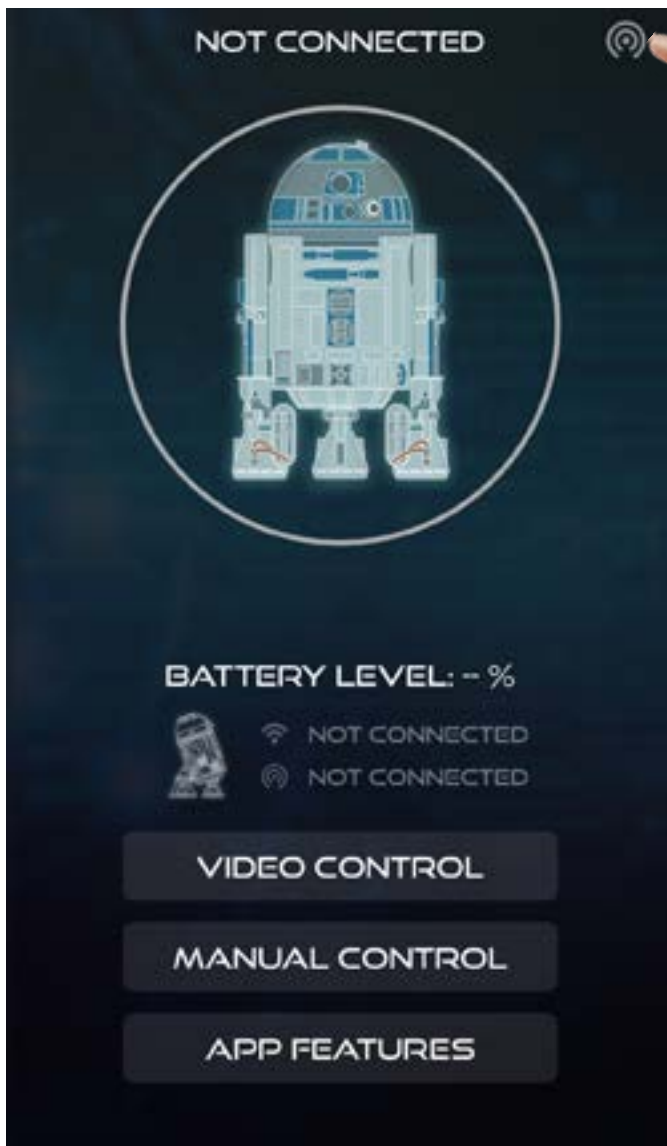 NOT CONNECTED
BATTERY LEVEL: -- %
NOT CONNECTED
NOT CONNECTED
VIDEO CONTROL
MANUAL CONTROL
APP FEATURES